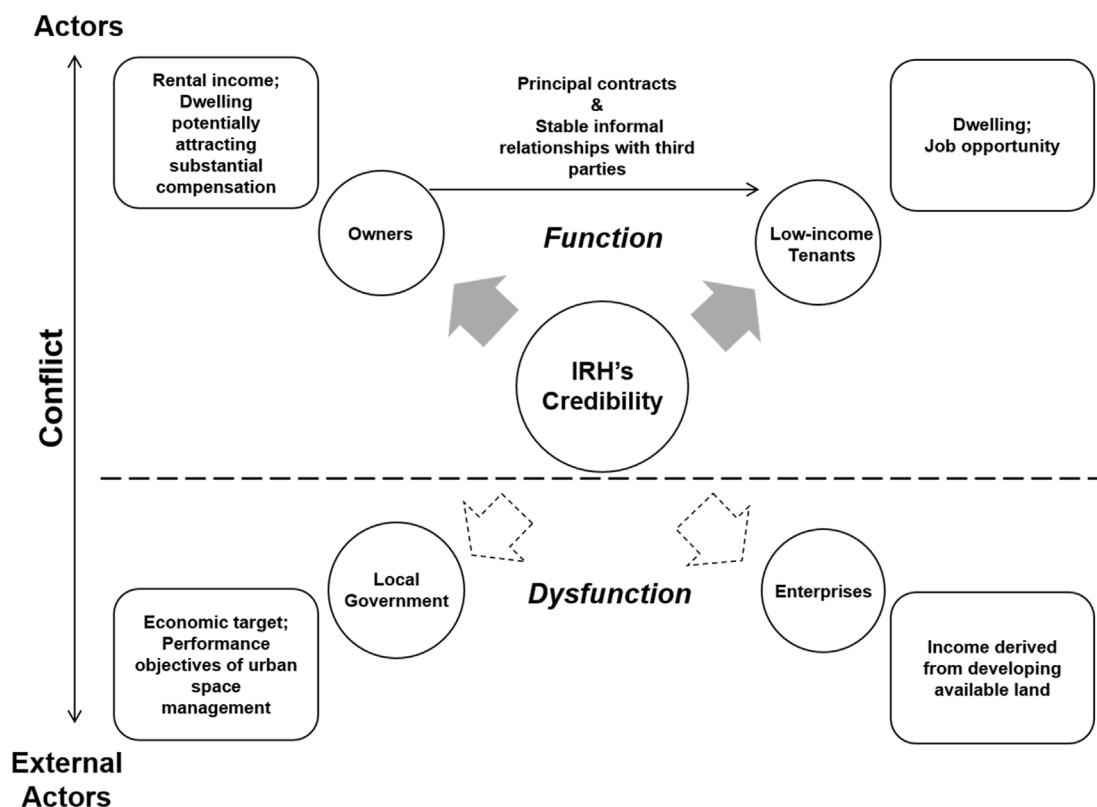 Actors
Rental income;
Dwelling
potentially
attracting
substantial
compensation
Principal contracts
&
Stable informal
relationships with third
parties
Dwelling;
Job opportunity
Owners
Function
Low-income
Tenants
Conflict
IRH's
Credibility
Local
Government
Dysfunction
Enterprises
Economic target;
Performance
objectives of urban
space
management
Income derived
from developing
available land
External
Actors